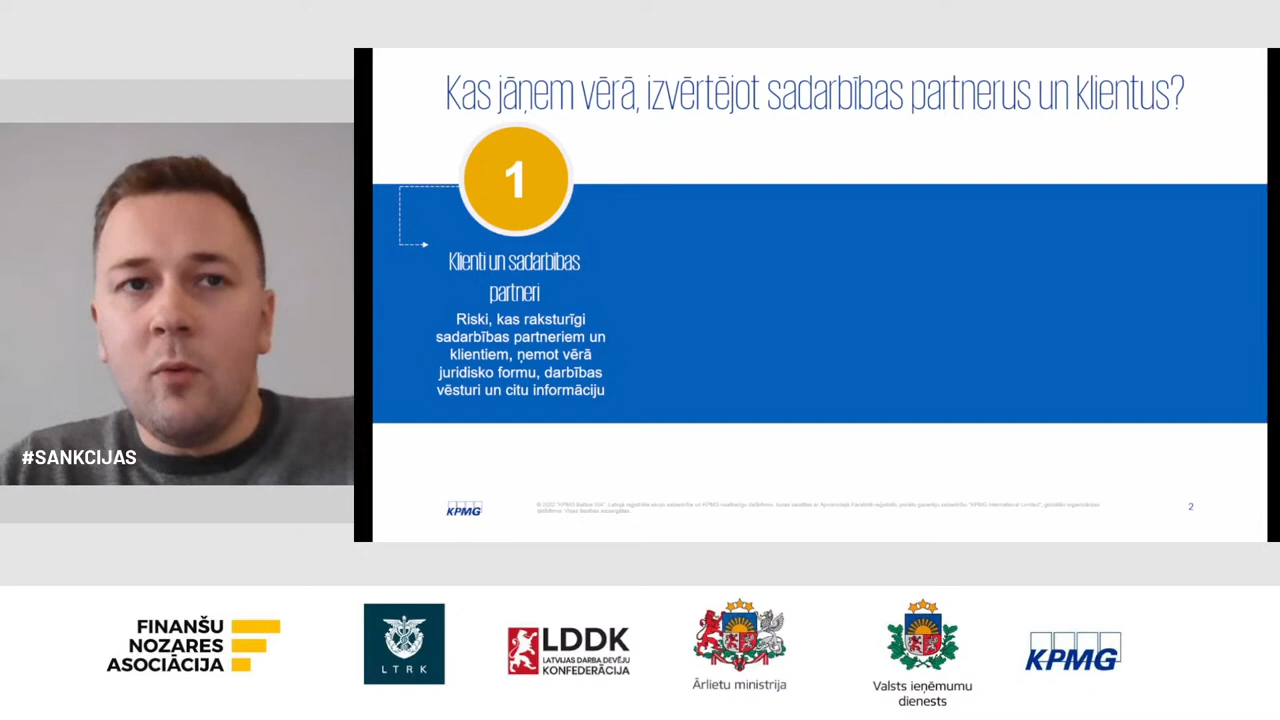 Kas jāņem vērā, izvērtējot sadarbības partnerus un klientus?
1
Klienti un sadarbības
partneri
Riski, kas raksturīgi
sadarbības partneriem un
klientiem, ņemot vērā
juridisko formu, darbības
vēsturi un citu informāciju
#SANKCIJAS
KPMG
2
FINANŠU
NOZARES
ASOCIĀCIJA
LTRK
LDDK
LATVIJAS DARBA DEVĒJU
KONFEDERĀCIJA
Ārlietu ministrija
Valsts ieņēmumu
dienests
KPMG